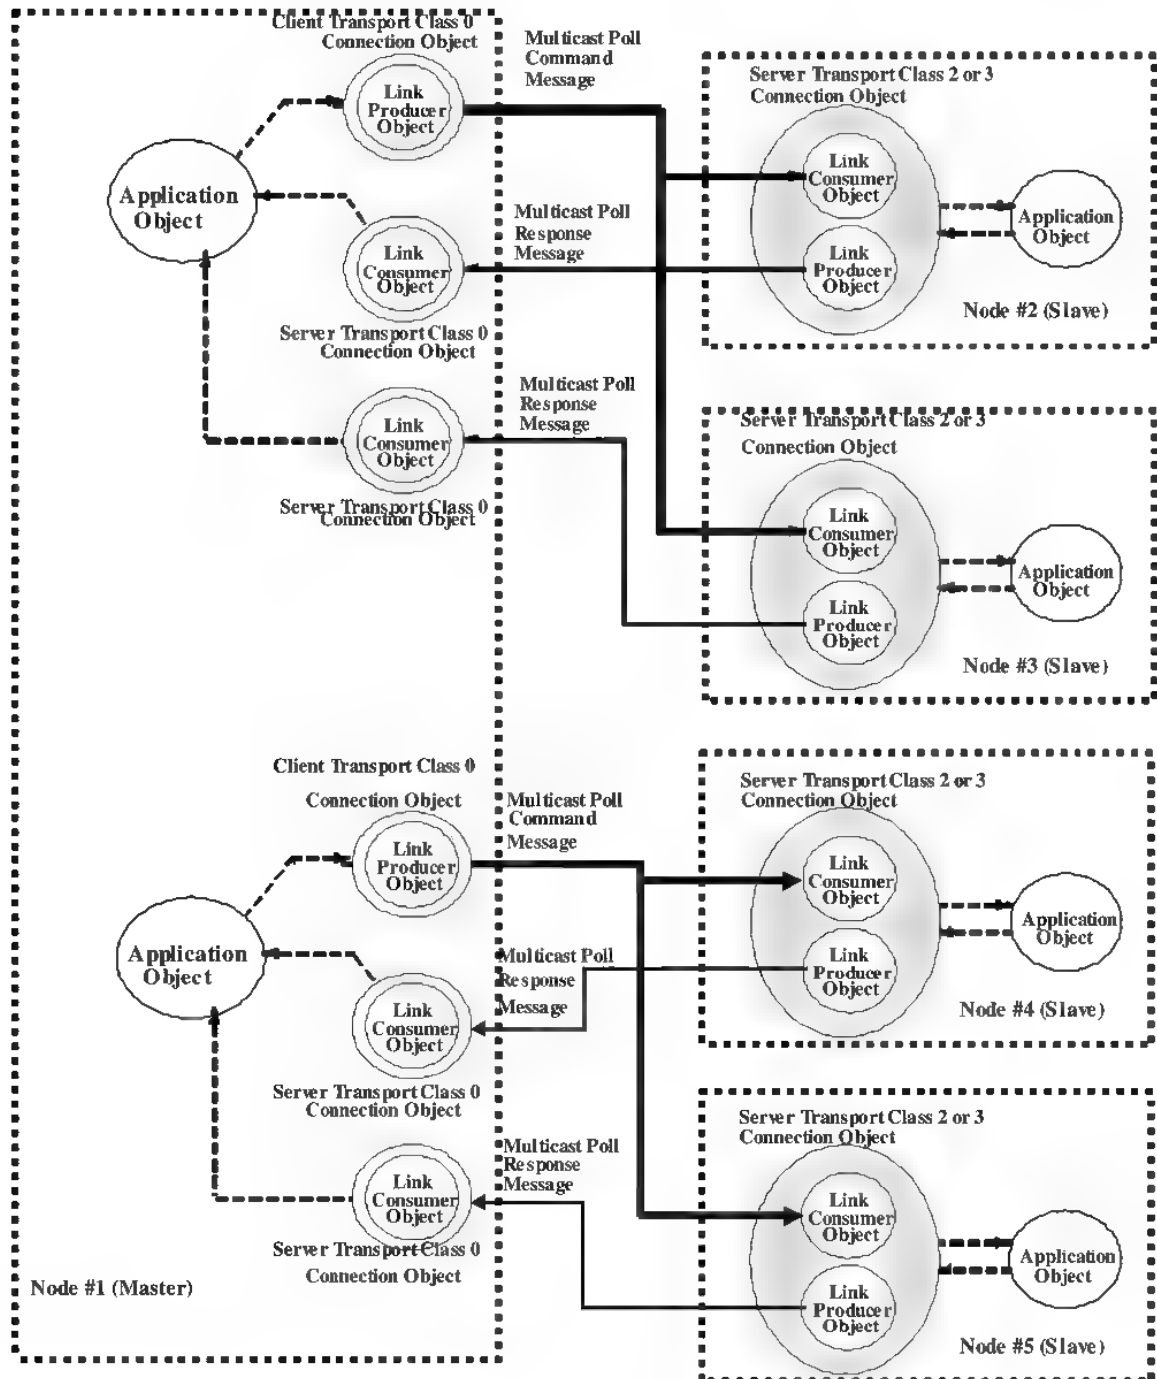 Client Transport Class 0
Connection Object
Link
Producer
Object
Multicast Poll
Command
Message
Application
Object
Multicast Poll
Response
Message
Link
Consumer
Object
Server Transport Class 0
Connection Object
Multicast Poll
Response
Message
Link
Consumer
Object
Server Transport Class 0
Connection Object
Server Transport Class 2 or 3
Connection Object
Link
Consumer
Object
Link
Producer
Object
Application
Object
Node #2 (Slave)
Server Transport Class 2 or 3
Connection Object
Link
Consumer
Object
Link
Producer
Object
Application
Object
Node #3 (Slave)
Client Transport Class 0
Connection Object
Link
Producer
Object
Multicast Poll
Command
Message
Application
Object
Multicast Poll
Response
Message
Link
Consumer
Object
Server Transport Class 0
Connection Object
Multicast Poll
Response
Message
Link
Consumer
Object
Server Transport Class 0
Connection Object
Node #1 (Master)
Server Transport Class 2 or 3
Connection Object
Link
Consumer
Object
Link
Producer
Object
Application
Object
Node #4 (Slave)
Server Transport Class 2 or 3
Connection Object
Link
Consumer
Object
Link
Producer
Object
Application
Object
Node #5 (Slave)